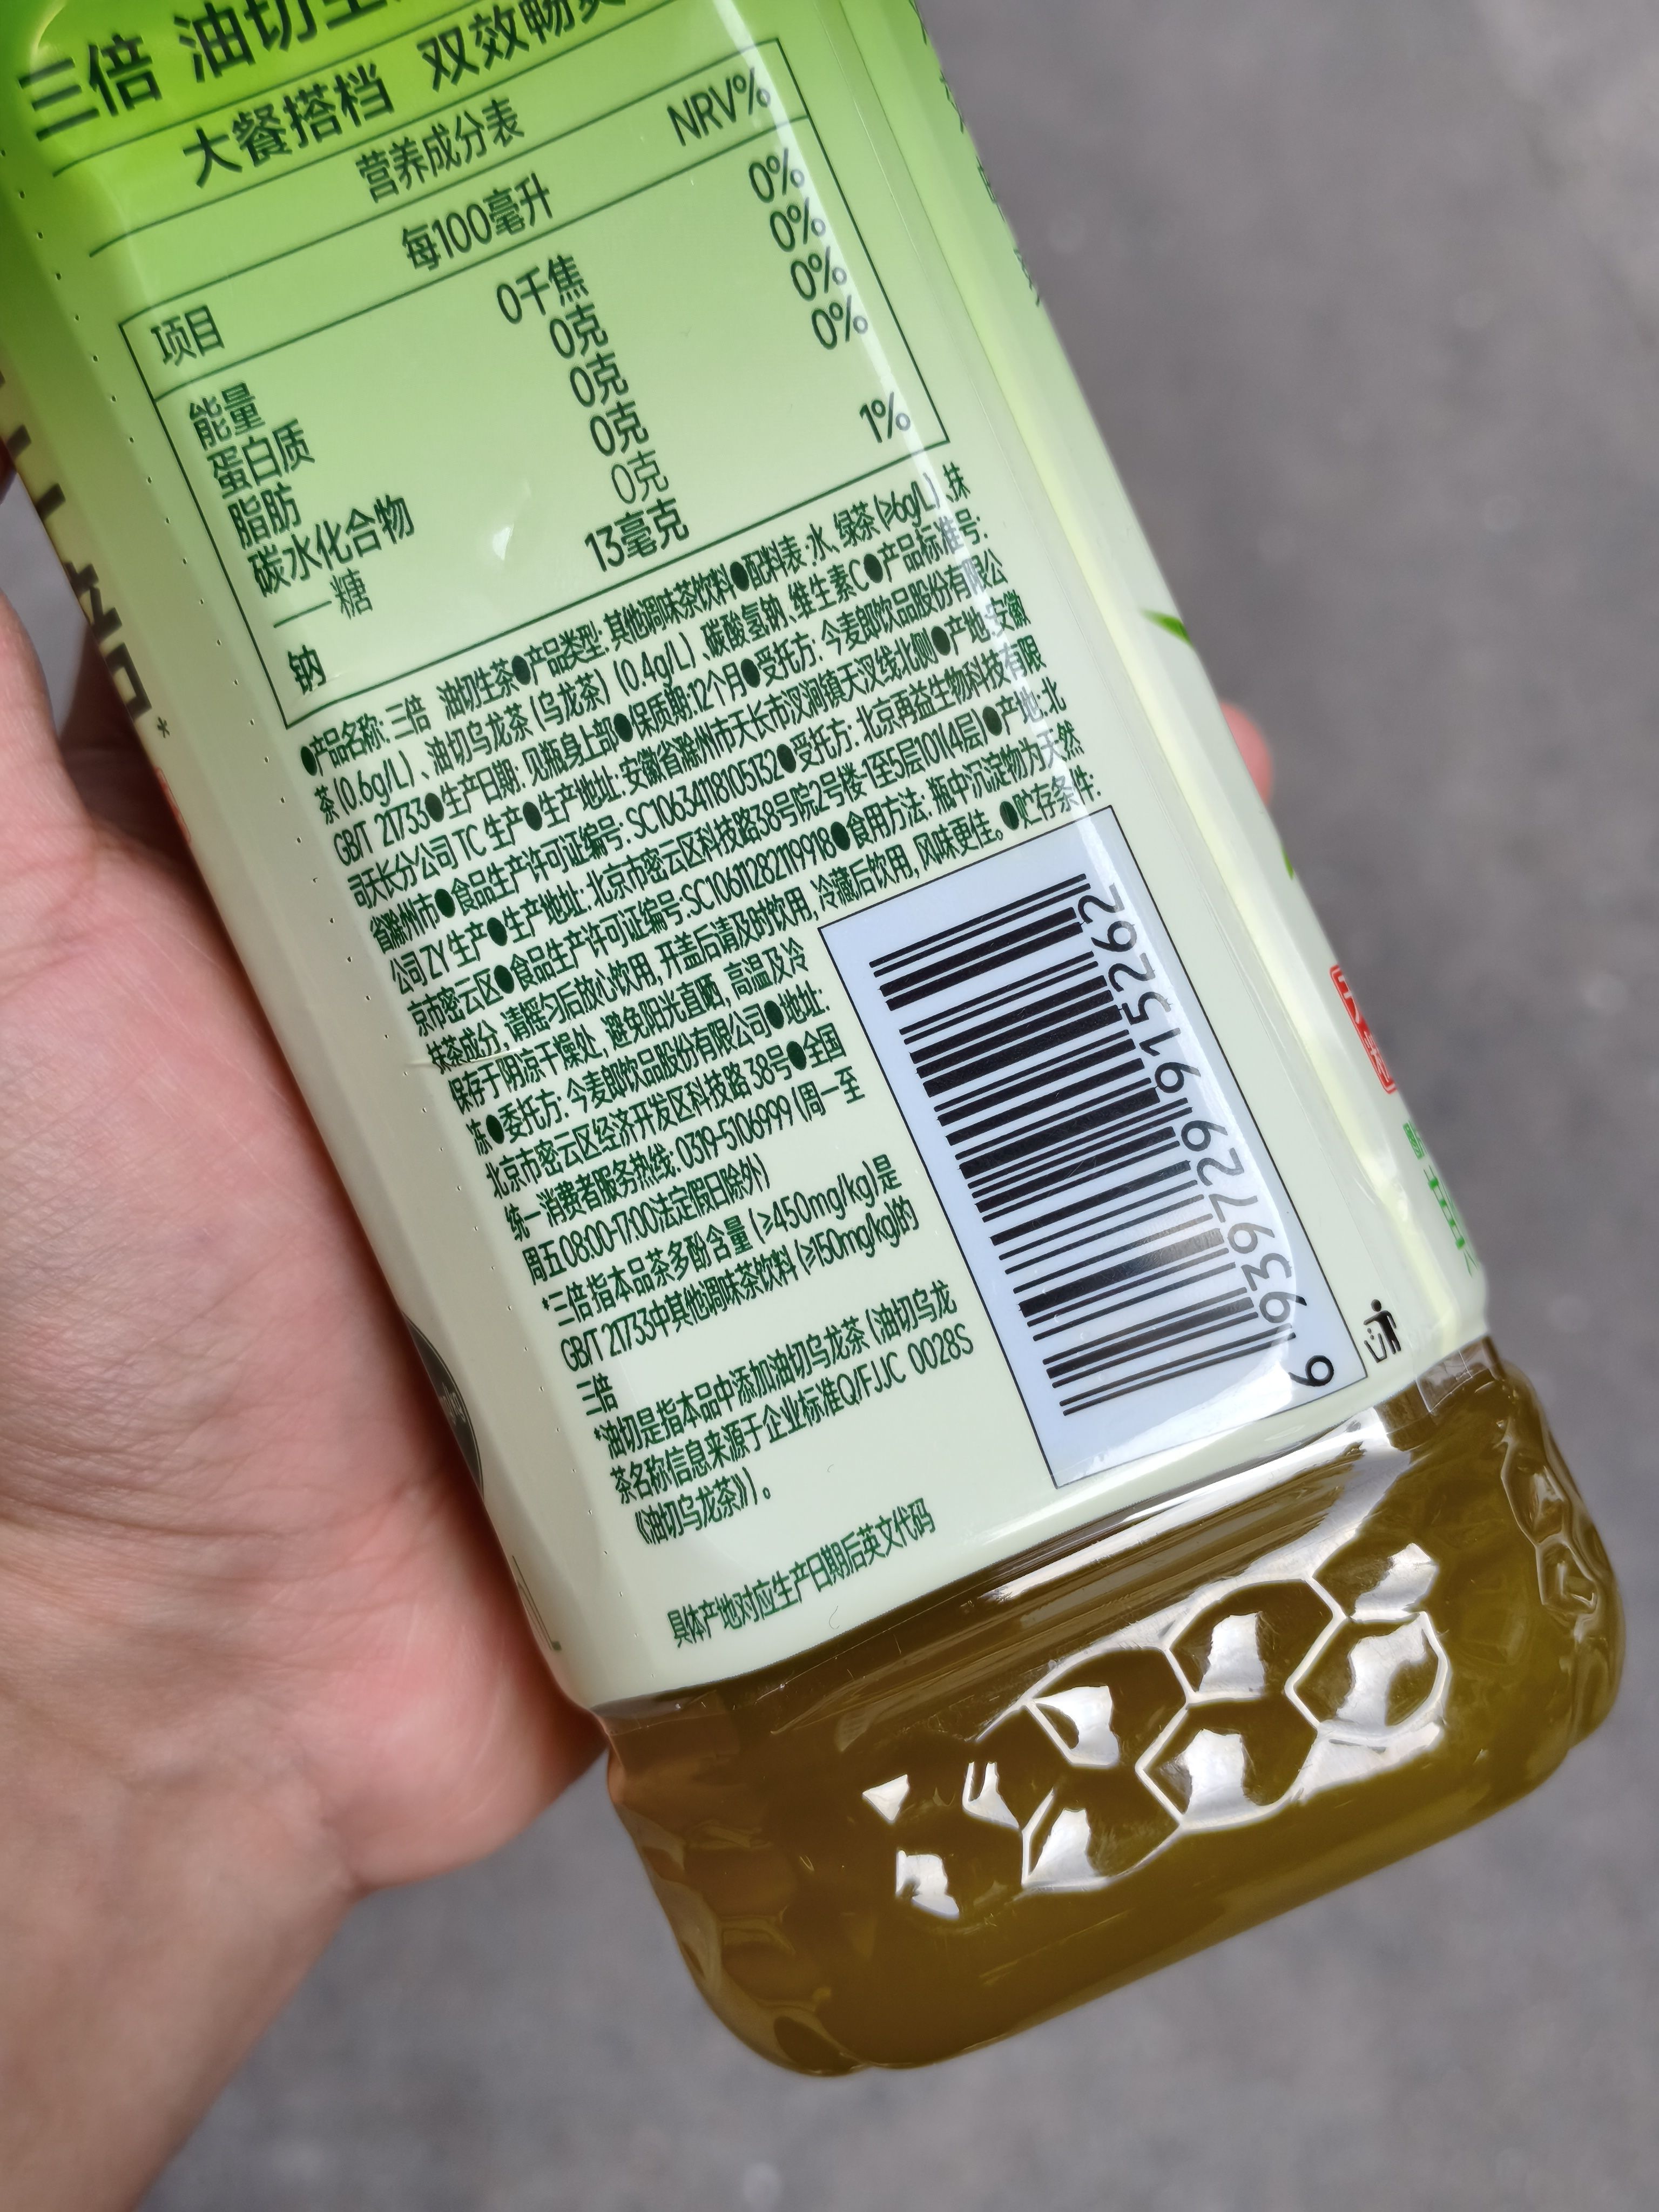 三倍 油切生
大餐搭档 双效畅爽
营养成分表
项目 每100毫升 NRV%
能量 0千焦 0%
蛋白质 0克 0%
脂肪 0克 0%
碳水化合物 0克 0%
—糖 0克
钠 13毫克 1%
●产品名称: 三倍 油切生茶●产品类型: 其他调味茶饮料●配料表:水、绿茶(≥6g/L)、抹
茶(0.6g/L)、油切乌龙茶(乌龙茶)(0.4g/L)、碳酸氢钠、维生素C●产品标准号:
GB/T 21733●生产日期: 见瓶身上部●保质期:12个月●受托方: 今麦郎饮品股份有限公
司天长分公司 TC 生产●生产地址: 安徽省滁州市天长市汊涧镇天汊线北侧●产地:安徽
省滁州市●食品生产许可证编号: SC10634118105132●受托方: 北京再益生物科技有限
公司 ZY 生产●生产地址: 北京市密云区科技路38号院2号楼-1至5层101(4层)●产地:北
京市密云区●食品生产许可证编号:SC10611282119918●食用方法: 瓶中沉淀物为天然
抹茶成分, 请摇匀后放心饮用, 开盖后请及时饮用, 冷藏后饮用, 风味更佳。●贮存条件:
保存于阴凉干燥处, 避免阳光直晒, 高温及冷
冻●委托方: 今麦郎饮品股份有限公司●地址:
北京市密云区经济开发区科技路38号●全国
统一消费者服务热线: 0319-5106999 (周一至
周五08:00-17:00法定假日除外)
*三倍指本品茶多酚含量(≥450mg/kg)是
GB/T 21733中其他调味茶饮料(≥150mg/kg)的
三倍
*油切是指本品中添加油切乌龙茶(油切乌龙
茶名称信息来源于企业标准Q/FJJC 0028S
《油切乌龙茶》)。
具体产地对应生产日期后英文代码
6 939729 915262